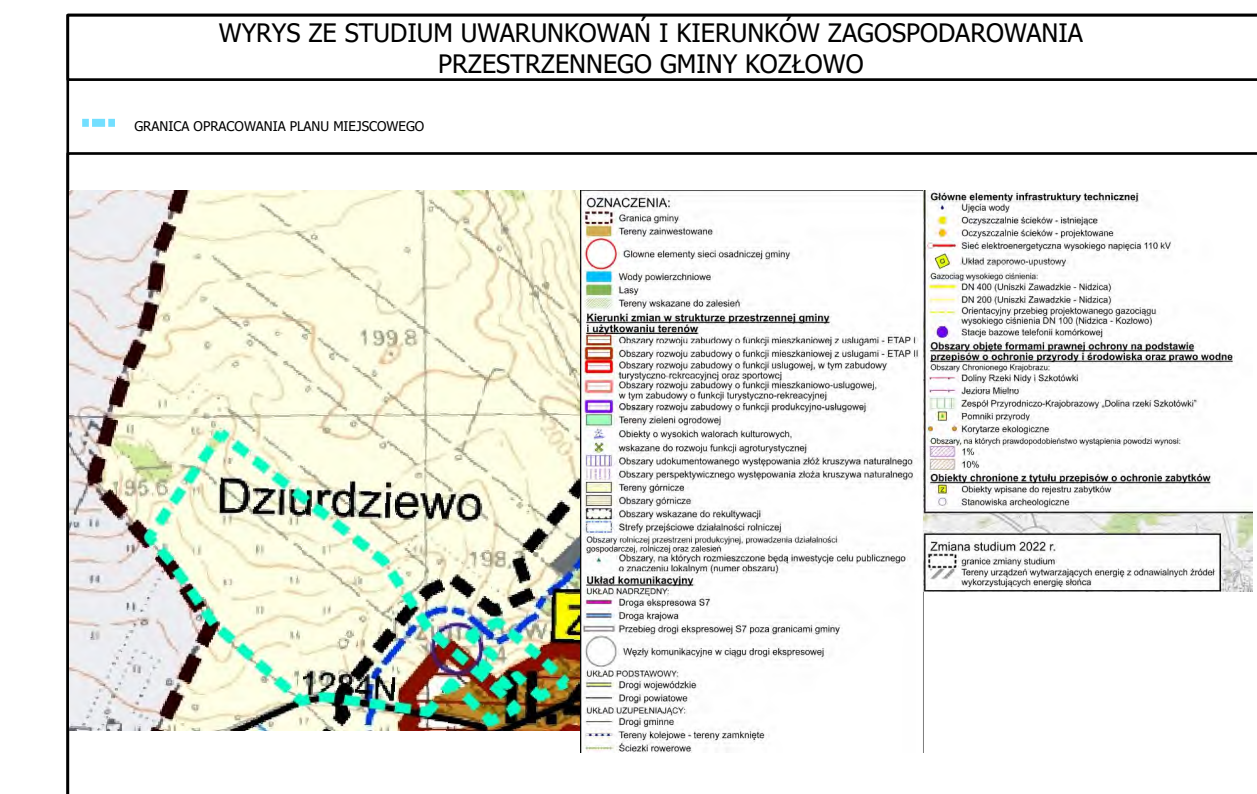 WYRYS ZE STUDIUM UWARUNKOWAŃ I KIERUNKÓW ZAGOSPODAROWANIA
PRZESTRZENNEGO GMINY KOZŁOWO
GRANICA OPRACOWANIA PLANU MIEJSCOWEGO
199.8
195.6
Dziurdziewo
198.
1284N
Z
OZNACZENIA:
Granica gminy
Tereny zainwestowane
Glowne elementy sieci osadniczej gminy
Wody powierzchniowe
Lasy
Tereny wskazane do zalesień
Kierunki zmian w strukturze przestrzennej gminy
i użytkowaniu terenów
Obszary rozwoju zabudowy o funkcji mieszkaniowej z usługami - ETAP I
Obszary rozwoju zabudowy o funkcji mieszkaniowej z usługami - ETAP II
Obszary rozwoju zabudowy o funkcji usługowej, w tym zabudowy
turystyczno-rekreacyjnej oraz sportowej
Obszary rozwoju zabudowy o funkcji mieszkaniowo-usługowej,
w tym zabudowy o funkcji turystyczno-rekreacyjnej
Obszary rozwoju zabudowy o funkcji produkcyjno-usługowej
Tereny zieleni ogrodowej
Obiekty o wysokich walorach kulturowych,
wskazane do rozwoju funkcji agroturystycznej
Obszary udokumentowanego występowania złóż kruszywa naturalnego
Obszary perspektywicznego występowania złoża kruszywa naturalnego
Tereny górnicze
Obszary górnicze
Obszary wskazane do rekultywacji
Strefy przejściowe działalności rolniczej
Obszary rolniczej przestrzeni produkcyjnej, prowadzenia działalności
gospodarczej, rolniczej oraz zalesień
Obszary, na których rozmieszczone będą inwestycje celu publicznego
o znaczeniu lokalnym (numer obszaru)
Układ komunikacyjny
UKŁAD NADRZĘDNY:
Droga ekspresowa S7
Droga krajowa
Przebieg drogi ekspresowej S7 poza granicami gminy
Węzły komunikacyjne w ciągu drogi ekspresowej
UKŁAD PODSTAWOWY:
Drogi wojewódzkie
Drogi powiatowe
UKŁAD UZUPEŁNIAJĄCY:
Drogi gminne
Tereny kolejowe - tereny zamknięte
Ścieżki rowerowe
Główne elementy infrastruktury technicznej
Ujęcia wody
Oczyszczalnie ścieków - istniejące
Oczyszczalnie ścieków - projektowane
Sieć elektroenergetyczna wysokiego napięcia 110 kV
Układ zaporowo-upustowy
Gazociąg wysokiego ciśnienia:
DN 400 (Uniszki Zawadzkie - Nidzica)
DN 200 (Uniszki Zawadzkie - Nidzica)
Orientacyjny przebieg projektowanego gazociągu
wysokiego ciśnienia DN 100 (Nidzica - Kozłowo)
Stacje bazowe telefonii komórkowej
Obszary objęte formami prawnej ochrony na podstawie
przepisów o ochronie przyrody i środowiska oraz prawo wodne
Obszary Chronionego Krajobrazu:
Doliny Rzeki Nidy i Szkotówki
Jeziora Mielno
Zespół Przyrodniczo-Krajobrazowy „Dolina rzeki Szkotówki"
Pomniki przyrody
Korytarze ekologiczne
Obszary, na których prawdopodobieństwo wystąpienia powodzi wynosi:
1%
10%
Obiekty chronione z tytułu przepisów o ochronie zabytków
Z
Obiekty wpisane do rejestru zabytków
Stanowiska archeologiczne
Zmiana studium 2022 r.
granice zmiany studium
Tereny urządzeń wytwarzających energię z odnawialnych źródeł
wykorzystujących energię słońca